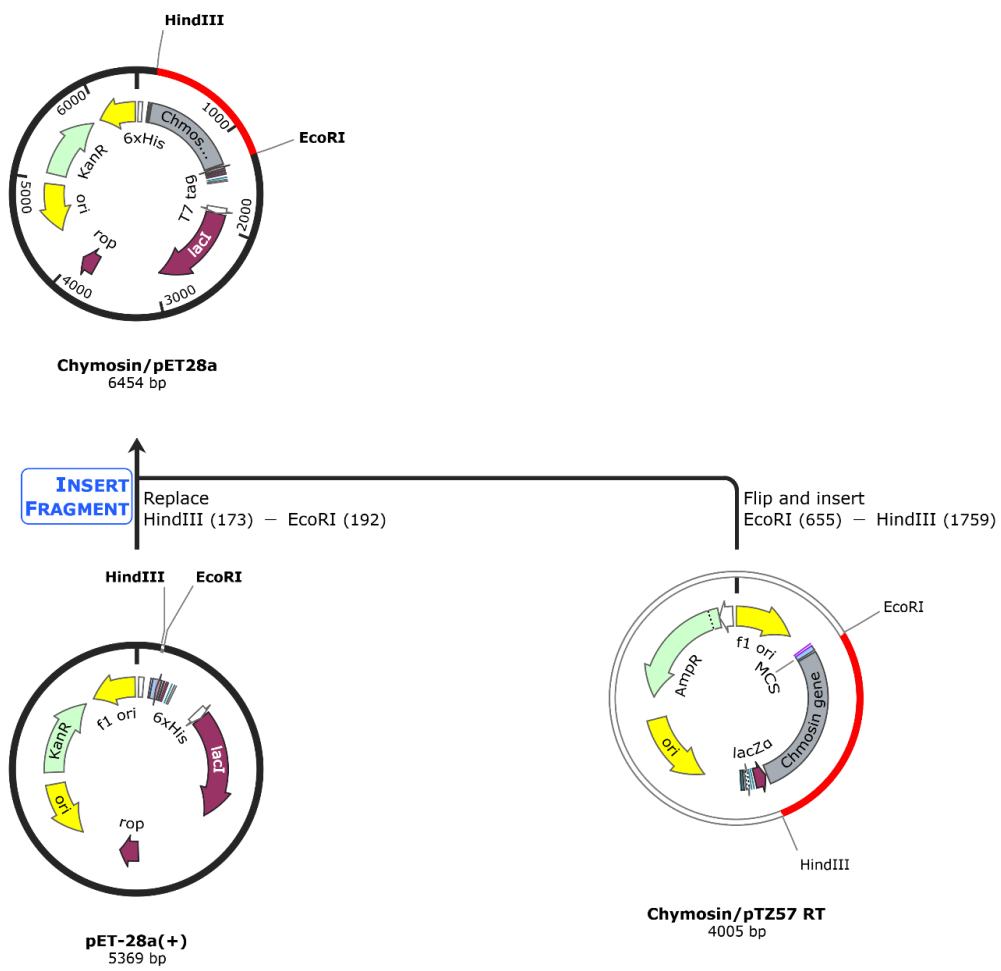 HindIII
6000
1000
Chmos...
EcoRI
6xHis
KanR
5000
ori
T7 tag
2000
rop
lacI
4000
3000
Chymosin/pET28a
6454 bp
INSERT
FRAGMENT
Replace
HindIII (173) – EcoRI (192)
Flip and insert
EcoRI (655) – HindIII (1759)
HindIII
EcoRI
f1 ori
6xHis
KanR
lacI
ori
rop
pET-28a(+)
5369 bp
EcoRI
f1 ori
AmpR
MCS
Chmosin gene
ori
lacZα
HindIII
Chymosin/pTZ57 RT
4005 bp